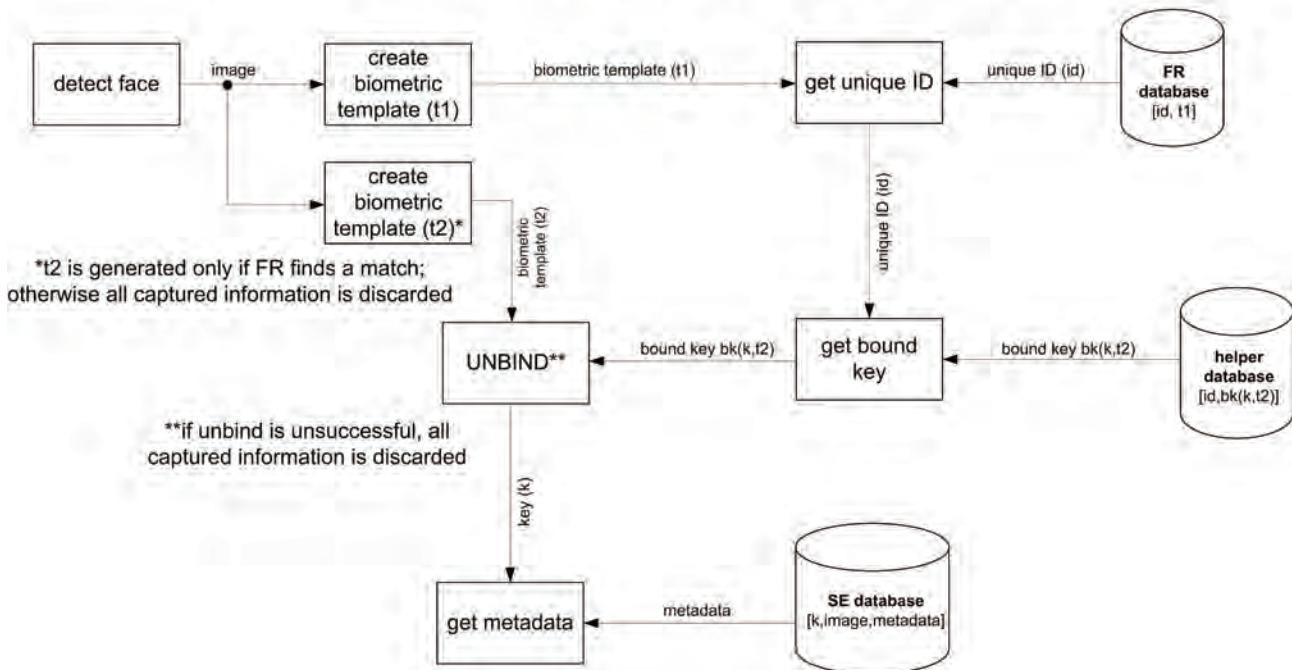 detect face
image
create
biometric
template (t1)
biometric template (t1)
get unique ID
unique ID (id)
FR
database
[id, t1]
create
biometric
template (t2)*
biometric
template (t2)
unique ID (id)
*t2 is generated only if FR finds a match;
otherwise all captured information is discarded
UNBIND**
bound key bk(k,t2)
get bound
key
bound key bk(k,t2)
helper
database
[id,bk(k,t2)]
**if unbind is unsuccessful, all
captured information is discarded
key (k)
get metadata
metadata
SE database
[k,image,metadata]